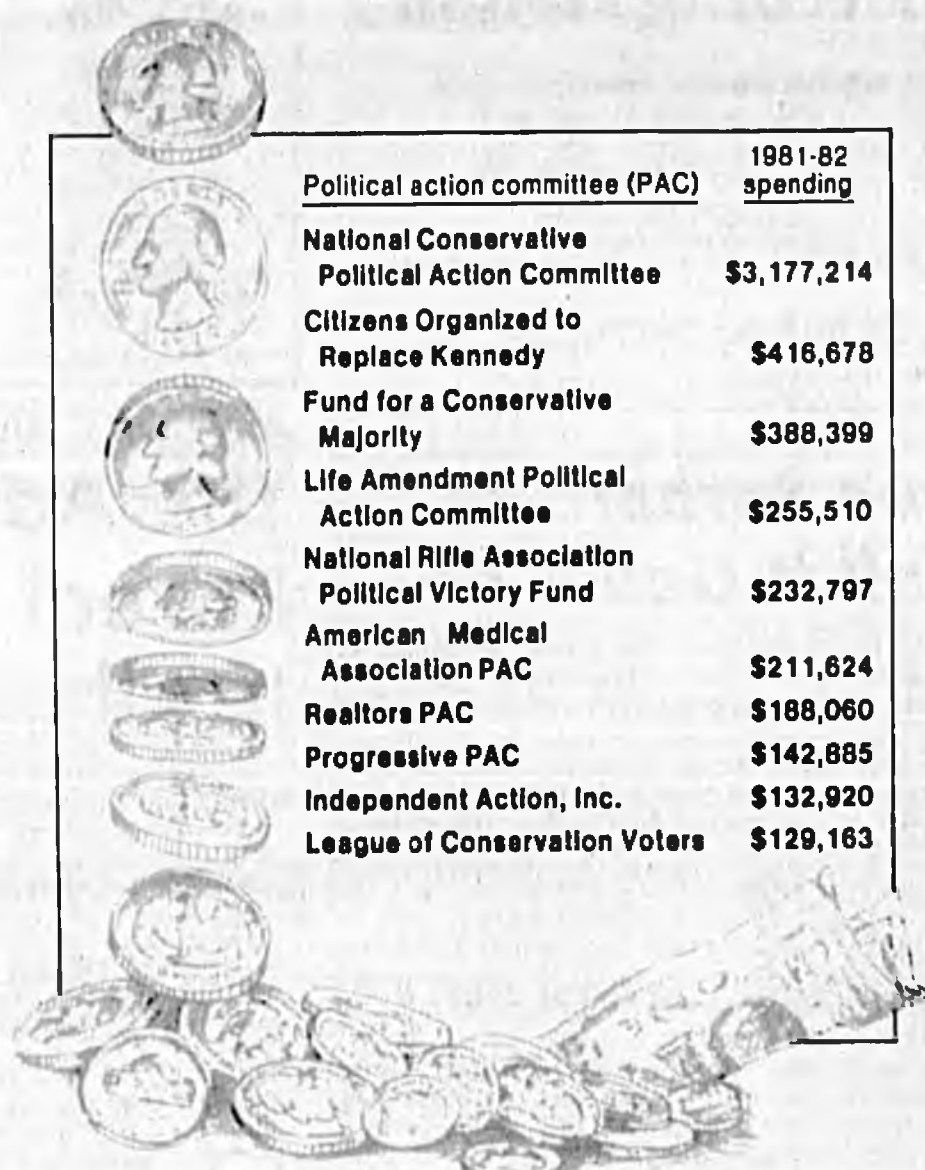 1981-82
Political action committee (PAC) spending
National Conservative
Political Action Committee $3,177,214
Citizens Organized to
Replace Kennedy $416,678
Fund for a Conservative
Majority $388,399
Life Amendment Political
Action Committee $255,510
National Rifle Association
Political Victory Fund $232,797
American Medical
Association PAC $211,624
Realtors PAC $188,060
Progressive PAC $142,885
Independent Action, Inc. $132,920
League of Conservation Voters $129,163